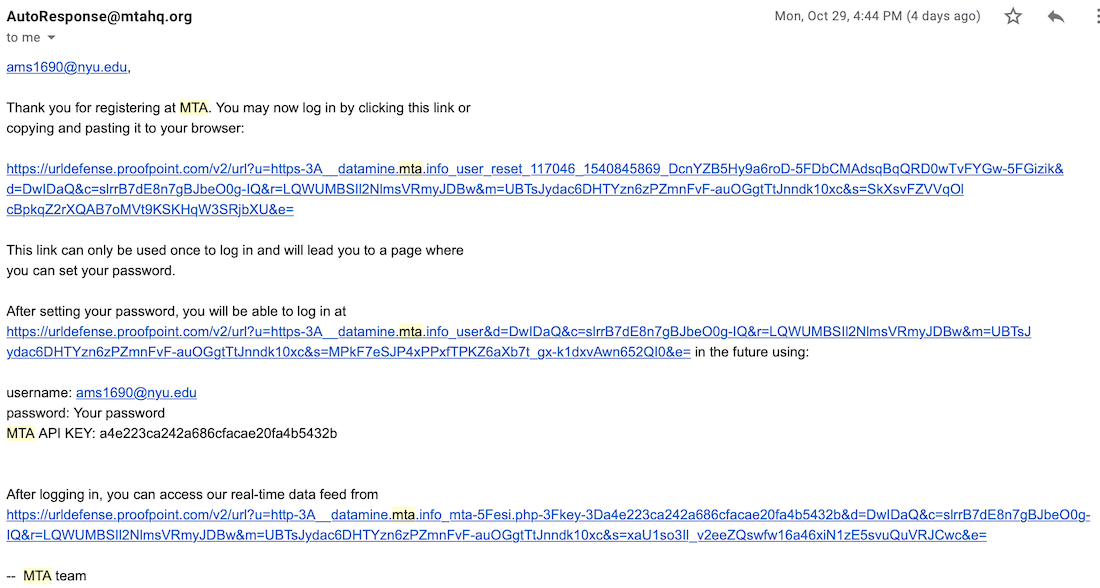 AutoResponse@mtahq.org
Mon, Oct 29, 4:44 PM (4 days ago)
to me
ams1690@nyu.edu,
Thank you for registering at MTA. You may now log in by clicking this link or
copying and pasting it to your browser:
https://urldefense.proofpoint.com/v2/url?u=https-3A__datamine.mta.info_user_reset_117046_1540845869_DcnYZB5Hy9a6roD-5FDbCMAdsqBqQRD0wTvFYGw-5FGizik&
d=DwIDaQ&c=slrrB7dE8n7gBJbeO0g-IQ&r=LQWUMBSIl2NlmsVRmyJDBw&m=UBTsJydac6DHTYzn6zPZmnFvF-auOGgtTtJnndk10xc&s=SkXsvFZVVqOl
cBpkqZ2rXQAB7oMVt9KSKHqW3SRjbXU&e=
This link can only be used once to log in and will lead you to a page where
you can set your password.
After setting your password, you will be able to log in at
https://urldefense.proofpoint.com/v2/url?u=https-3A__datamine.mta.info_user&d=DwIDaQ&c=slrrB7dE8n7gBJbeO0g-IQ&r=LQWUMBSIl2NlmsVRmyJDBw&m=UBTsJ
ydac6DHTYzn6zPZmnFvF-auOGgtTtJnndk10xc&s=MPkF7eSJP4xPPxfTPKZ6aXb7t_gx-k1dxvAwn652QI0&e= in the future using:
username: ams1690@nyu.edu
password: Your password
MTA API KEY: a4e223ca242a686cfacae20fa4b5432b
After logging in, you can access our real-time data feed from
https://urldefense.proofpoint.com/v2/url?u=http-3A__datamine.mta.info_mta-5Fesi.php-3Fkey-3Da4e223ca242a686cfacae20fa4b5432b&d=DwIDaQ&c=slrrB7dE8n7gBJbeO0g-
IQ&r=LQWUMBSIl2NlmsVRmyJDBw&m=UBTsJydac6DHTYzn6zPZmnFvF-auOGgtTtJnndk10xc&s=xaU1so3Il_v2eeZQswfw16a46xiN1zE5svuQuVRJCwc&e=
-- MTA team